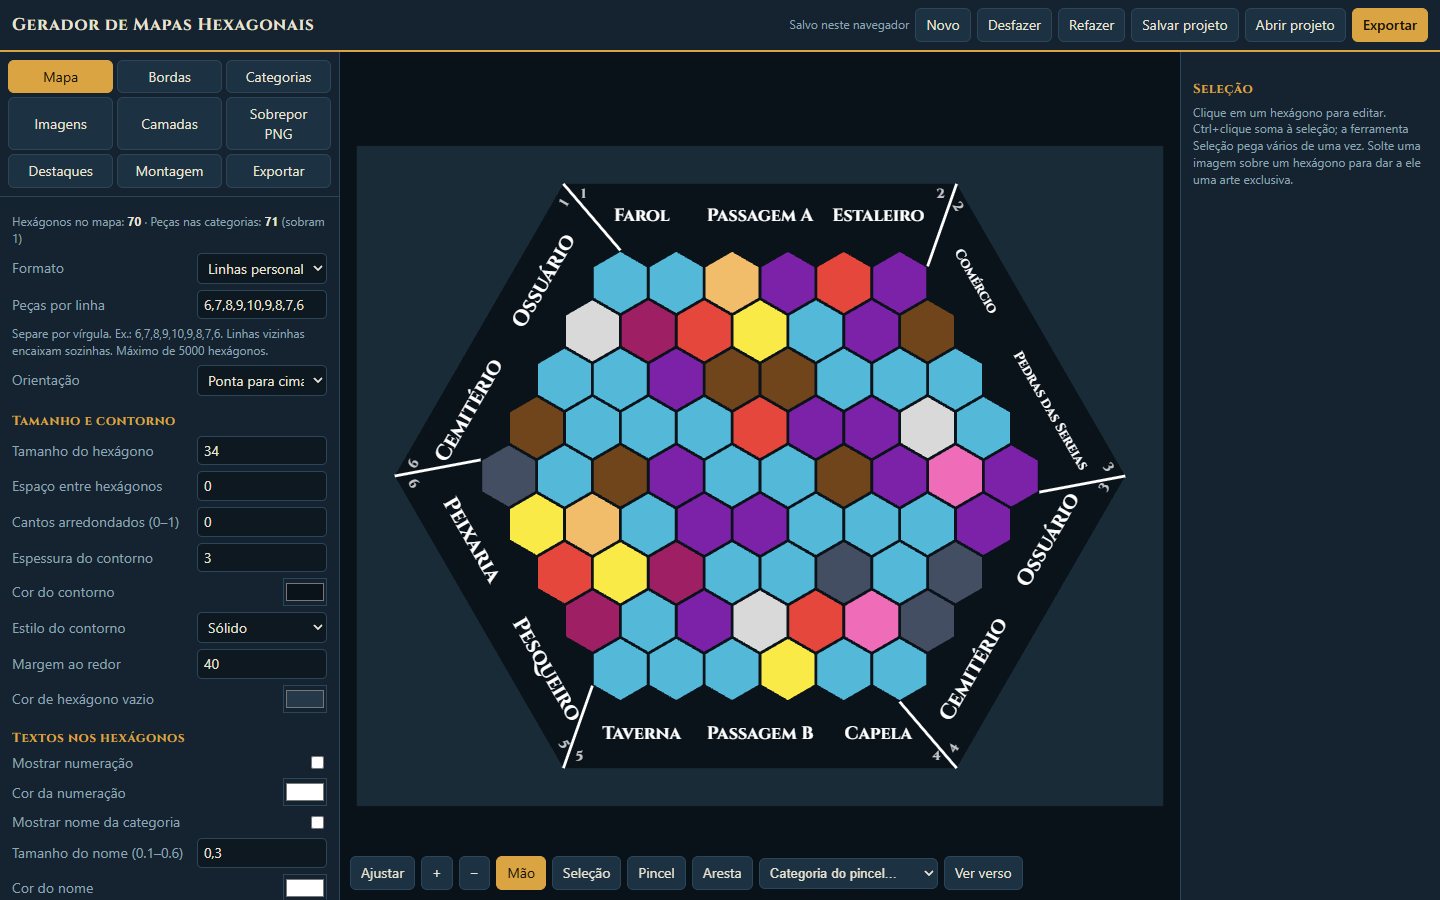 Gerador de Mapas Hexagonais
Salvo neste navegador
Novo
Desfazer
Refazer
Salvar projeto
Abrir projeto
Exportar
Mapa
Bordas
Categorias
Imagens
Camadas
Sobrepor
PNG
Destaques
Montagem
Exportar
Hexágonos no mapa: 70 · Peças nas categorias: 71 (sobram
1)
Formato
Linhas personal
Peças por linha
6,7,8,9,10,9,8,7,6
Separe por vírgula. Ex.: 6,7,8,9,10,9,8,7,6. Linhas vizinhas
encaixam sozinhas. Máximo de 5000 hexágonos.
Orientação
Ponta para cima
Tamanho e contorno
Tamanho do hexágono
34
Espaço entre hexágonos
0
Cantos arredondados (0–1)
0
Espessura do contorno
3
Cor do contorno
Estilo do contorno
Sólido
Margem ao redor
40
Cor de hexágono vazio
Textos nos hexágonos
Mostrar numeração
Cor da numeração
Mostrar nome da categoria
Tamanho do nome (0.1–0.6)
0,3
Cor do nome
1
1
2
2
Farol
Passagem A
Estaleiro
Ossuário
Comércio
Cemitério
Pedras das Sereias
6
6
3
3
Peixaria
Ossuário
Pesqueiro
Cemitério
Taverna
Passagem B
Capela
5
5
4
4
Ajustar
+
−
Mão
Seleção
Pincel
Aresta
Categoria do pincel...
Ver verso
Seleção
Clique em um hexágono para editar.
Ctrl+clique soma à seleção; a ferramenta
Seleção pega vários de uma vez. Solte uma
imagem sobre um hexágono para dar a ele
uma arte exclusiva.